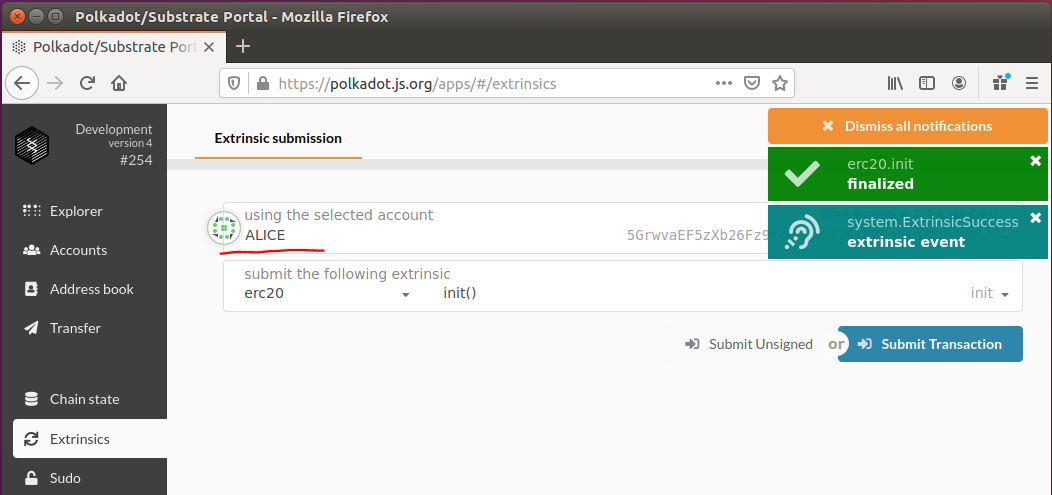 Polkadot/Substrate Portal - Mozilla Firefox
Polkadot/Substrate Port
https://polkadot.js.org/apps/#/extrinsics
Development
version 4
#254
Explorer
Accounts
Address book
Transfer
Chain state
Extrinsics
Sudo
Extrinsic submission
Dismiss all notifications
erc20.init
finalized
system.ExtrinsicSuccess
extrinsic event
using the selected account
ALICE
5GrwvaEF5zXb26Fz9
submit the following extrinsic
erc20 init() init
Submit Unsigned or Submit Transaction